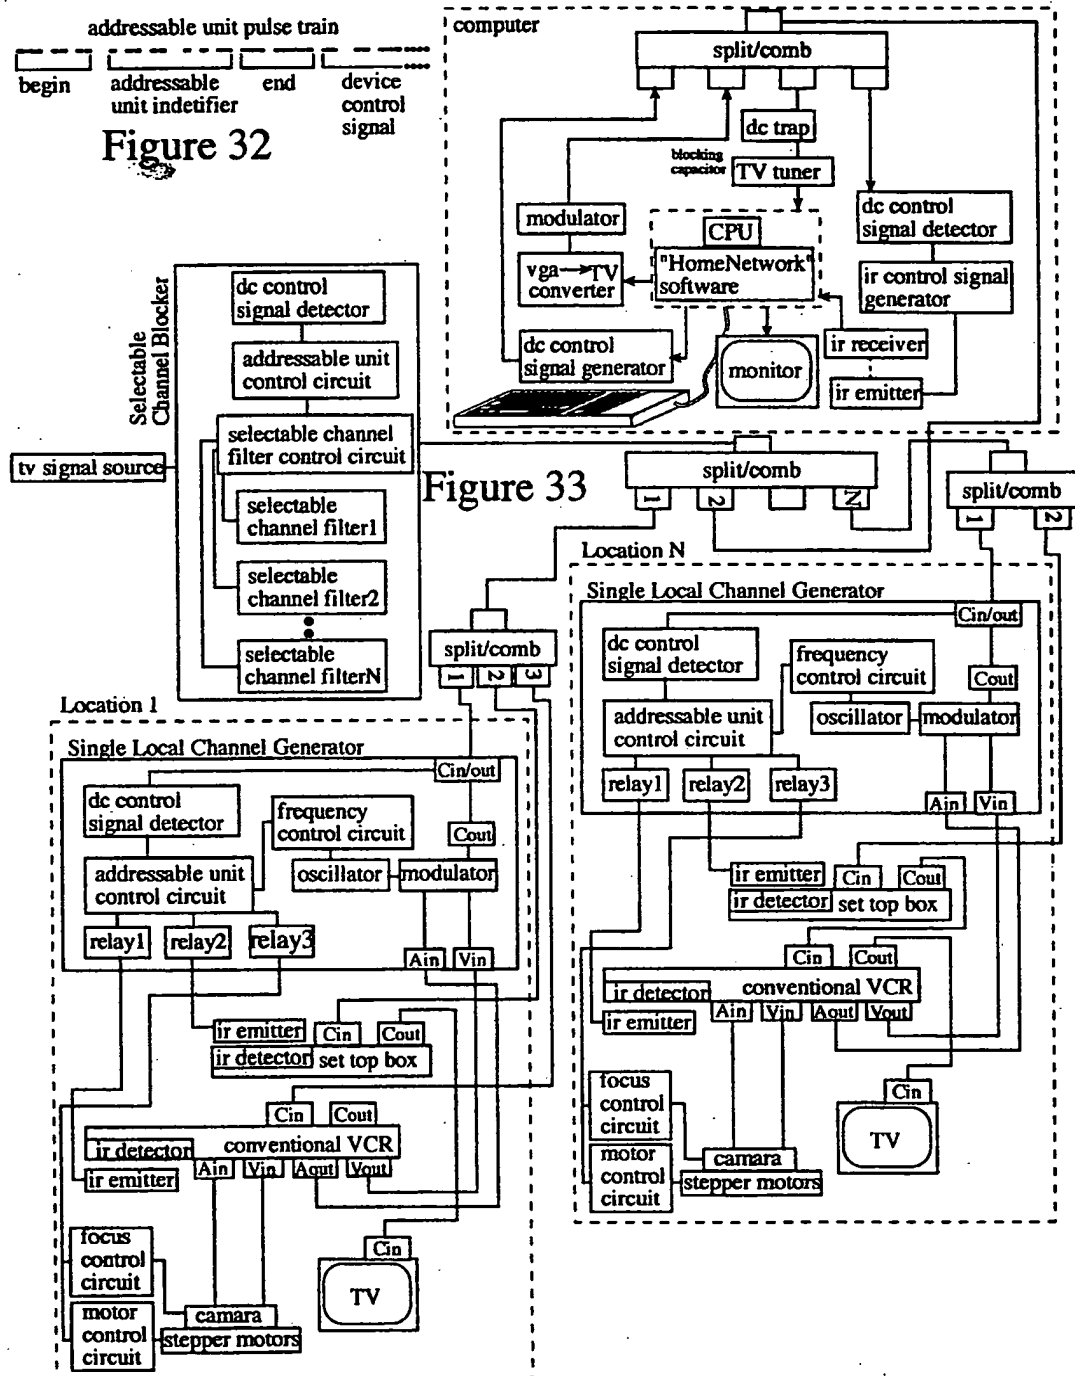 addressable unit pulse train
begin
addressable
unit indetifier
end
device
control
signal
Figure 32
computer
split/comb
dc trap
blocking
capacitor
TV tuner
modulator
CPU
"HomeNetwork"
software
vga→TV
converter
dc control
signal detector
ir control signal
generator
dc control
signal generator
monitor
ir receiver
ir emitter
Selectable
Channel Blocker
dc control
signal detector
addressable unit
control circuit
selectable channel
filter control circuit
tv signal source
selectable
channel filter1
selectable
channel filter2
selectable
channel filterN
Figure 33
split/comb
1
2
N
split/comb
1
2
split/comb
1
2
3
Location 1
Single Local Channel Generator
Cin/out
dc control
signal detector
frequency
control circuit
Cout
addressable unit
control circuit
oscillator
modulator
relay1
relay2
relay3
Ain
Vin
ir emitter
Cin
Cout
ir detector
set top box
Cin
Cout
conventional VCR
ir detector
Ain
Vin
Aout
Vout
ir emitter
focus
control
circuit
Cin
TV
motor
control
circuit
camara
stepper motors
Location N
Single Local Channel Generator
Cin/out
dc control
signal detector
frequency
control circuit
Cout
addressable unit
control circuit
oscillator
modulator
relay1
relay2
relay3
Ain
Vin
ir emitter
Cin
Cout
ir detector
set top box
Cin
Cout
conventional VCR
ir detector
Ain
Vin
Aout
Vout
ir emitter
focus
control
circuit
Cin
TV
motor
control
circuit
camara
stepper motors